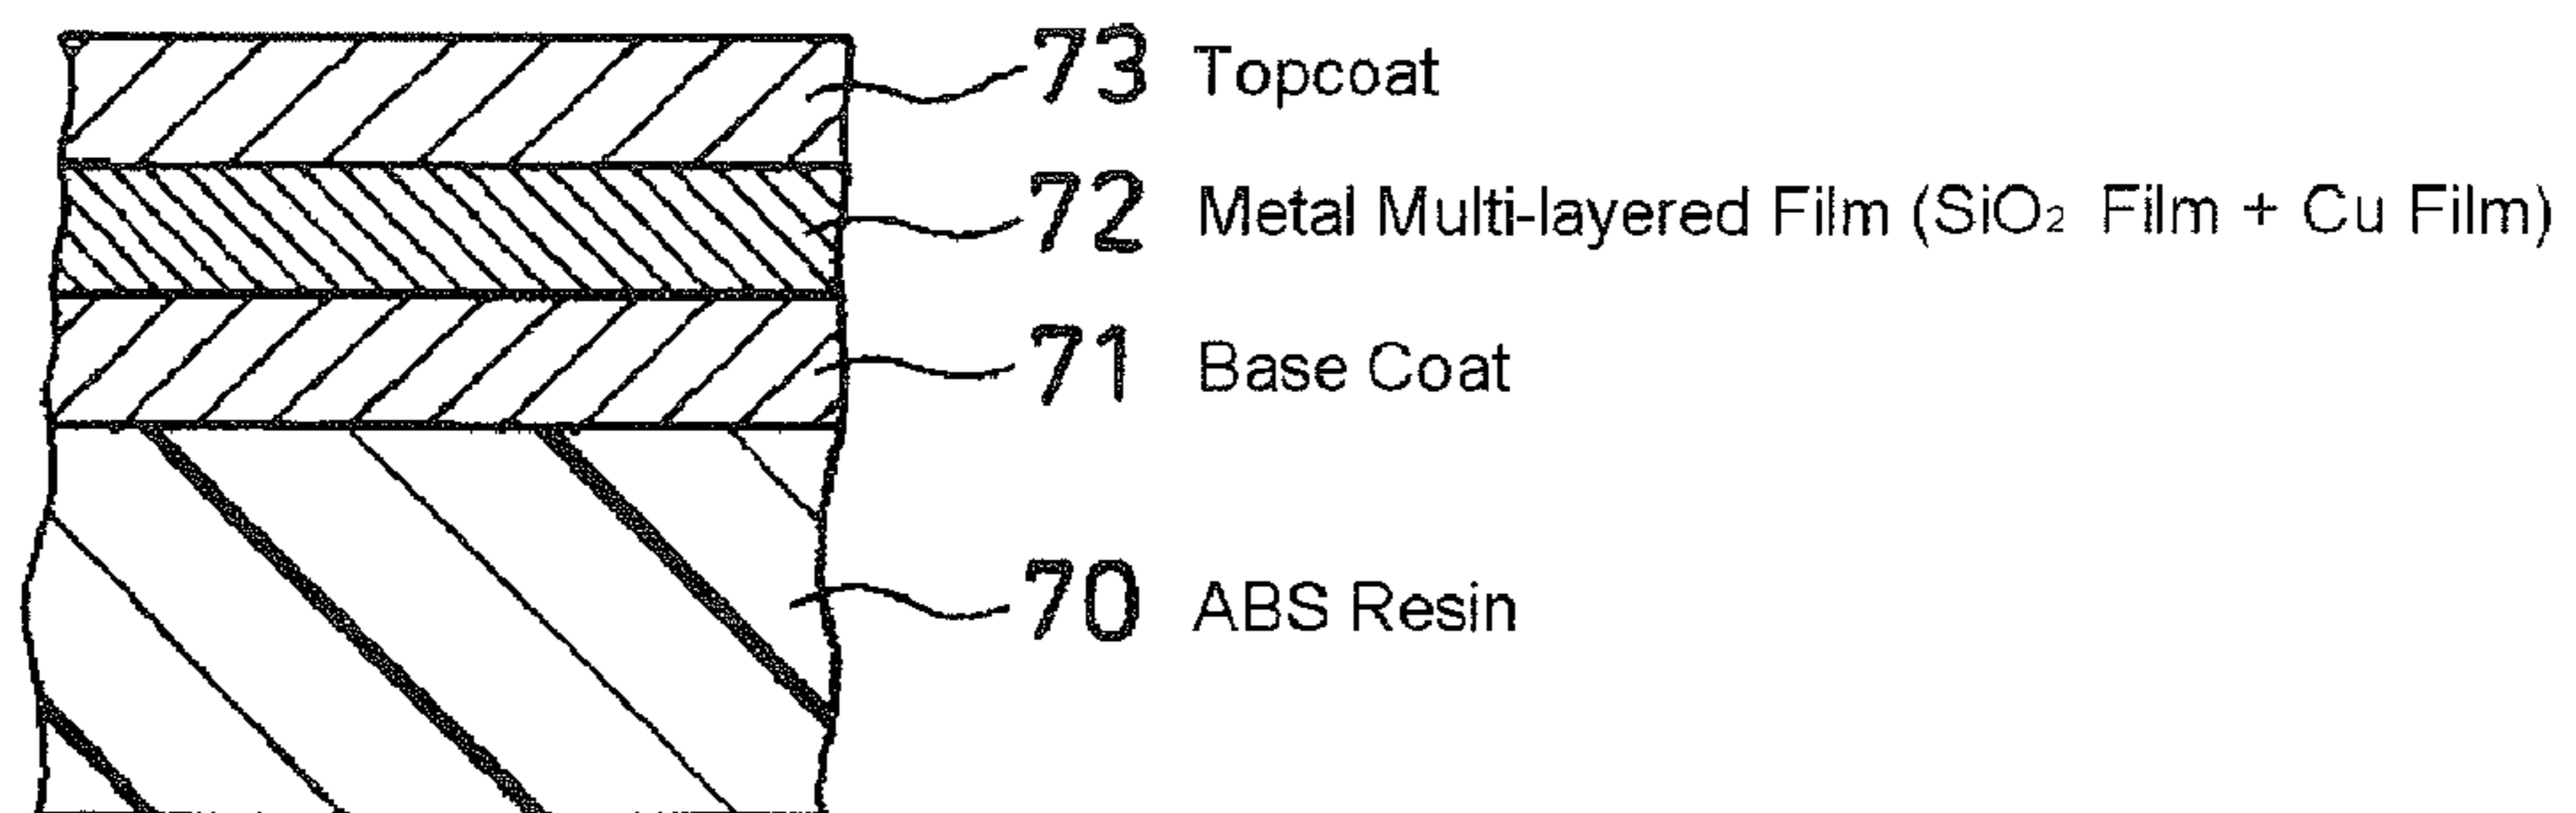 73 Topcoat
72 Metal Multi-layered Film (SiO₂ Film + Cu Film)
71 Base Coat
70 ABS Resin